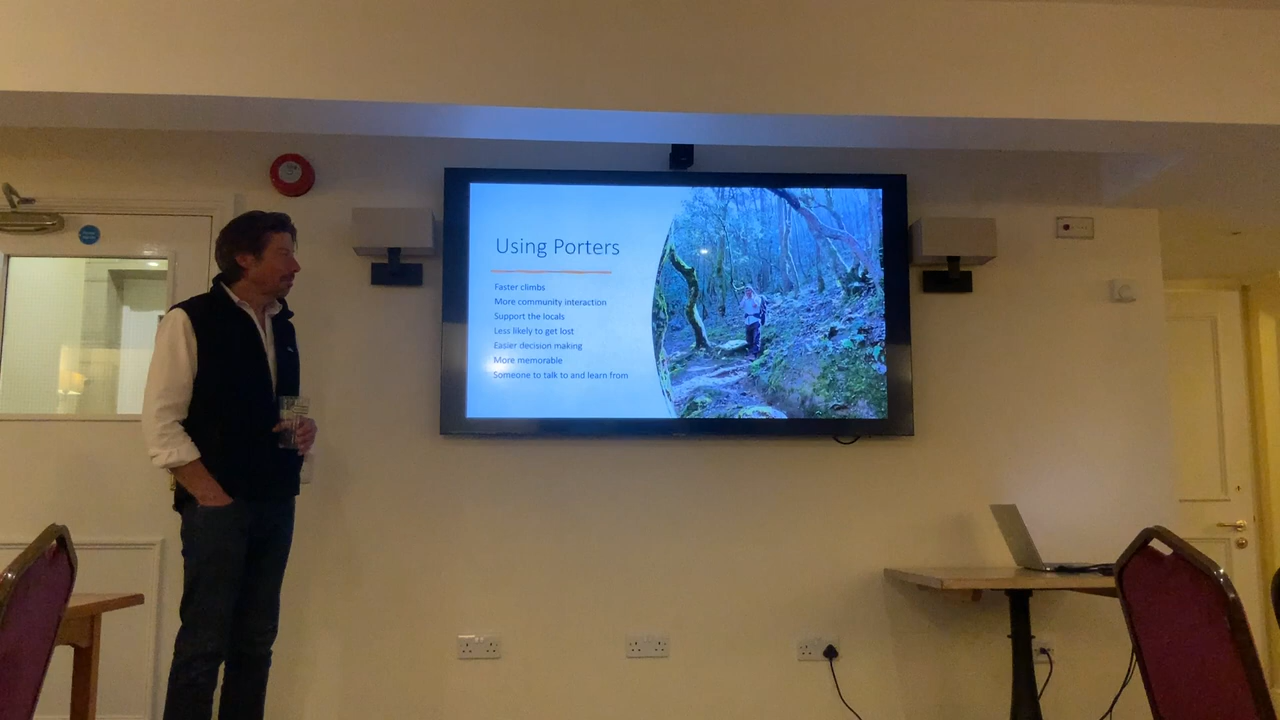 Using Porters
Faster climbs
More community interaction
Support the locals
Less likely to get lost
Easier decision making
More memorable
Someone to talk to and learn from